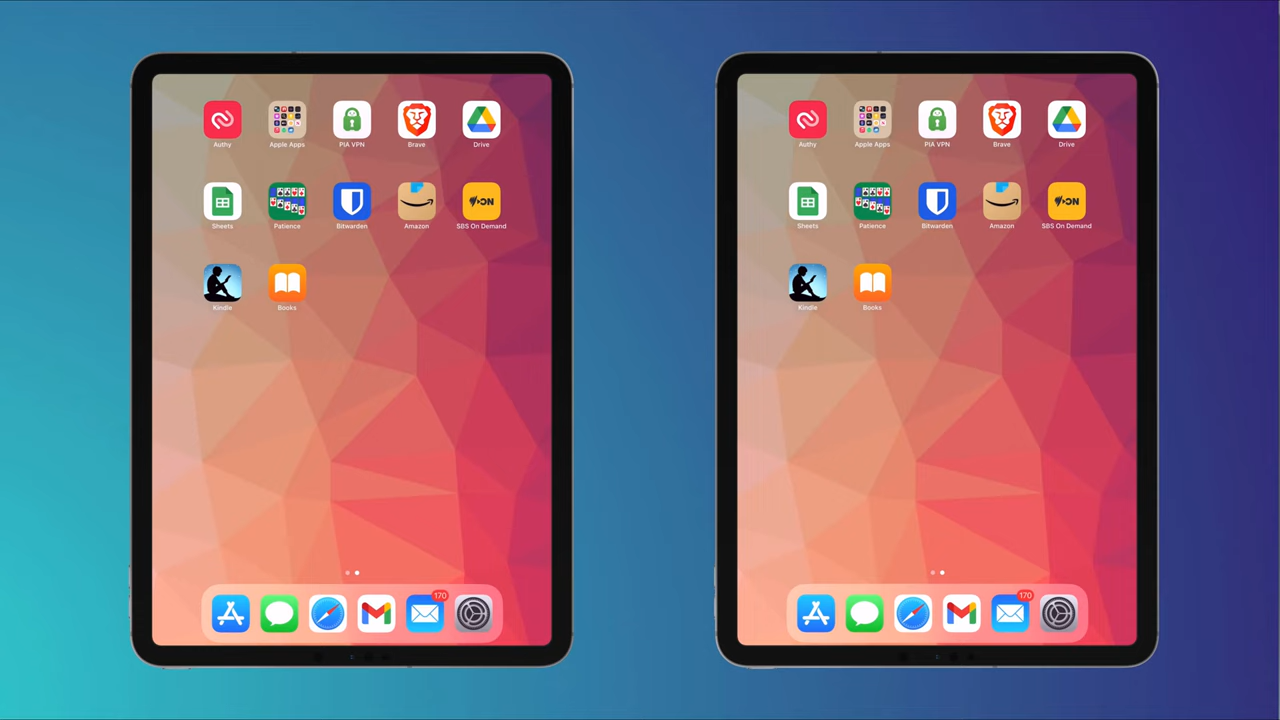 Authy Apple Apps PIA VPN Brave Drive
Sheets Patience Bitwarden Amazon SBS On Demand
Kindle Books
170
Authy Apple Apps PIA VPN Brave Drive
Sheets Patience Bitwarden Amazon SBS On Demand
Kindle Books
170